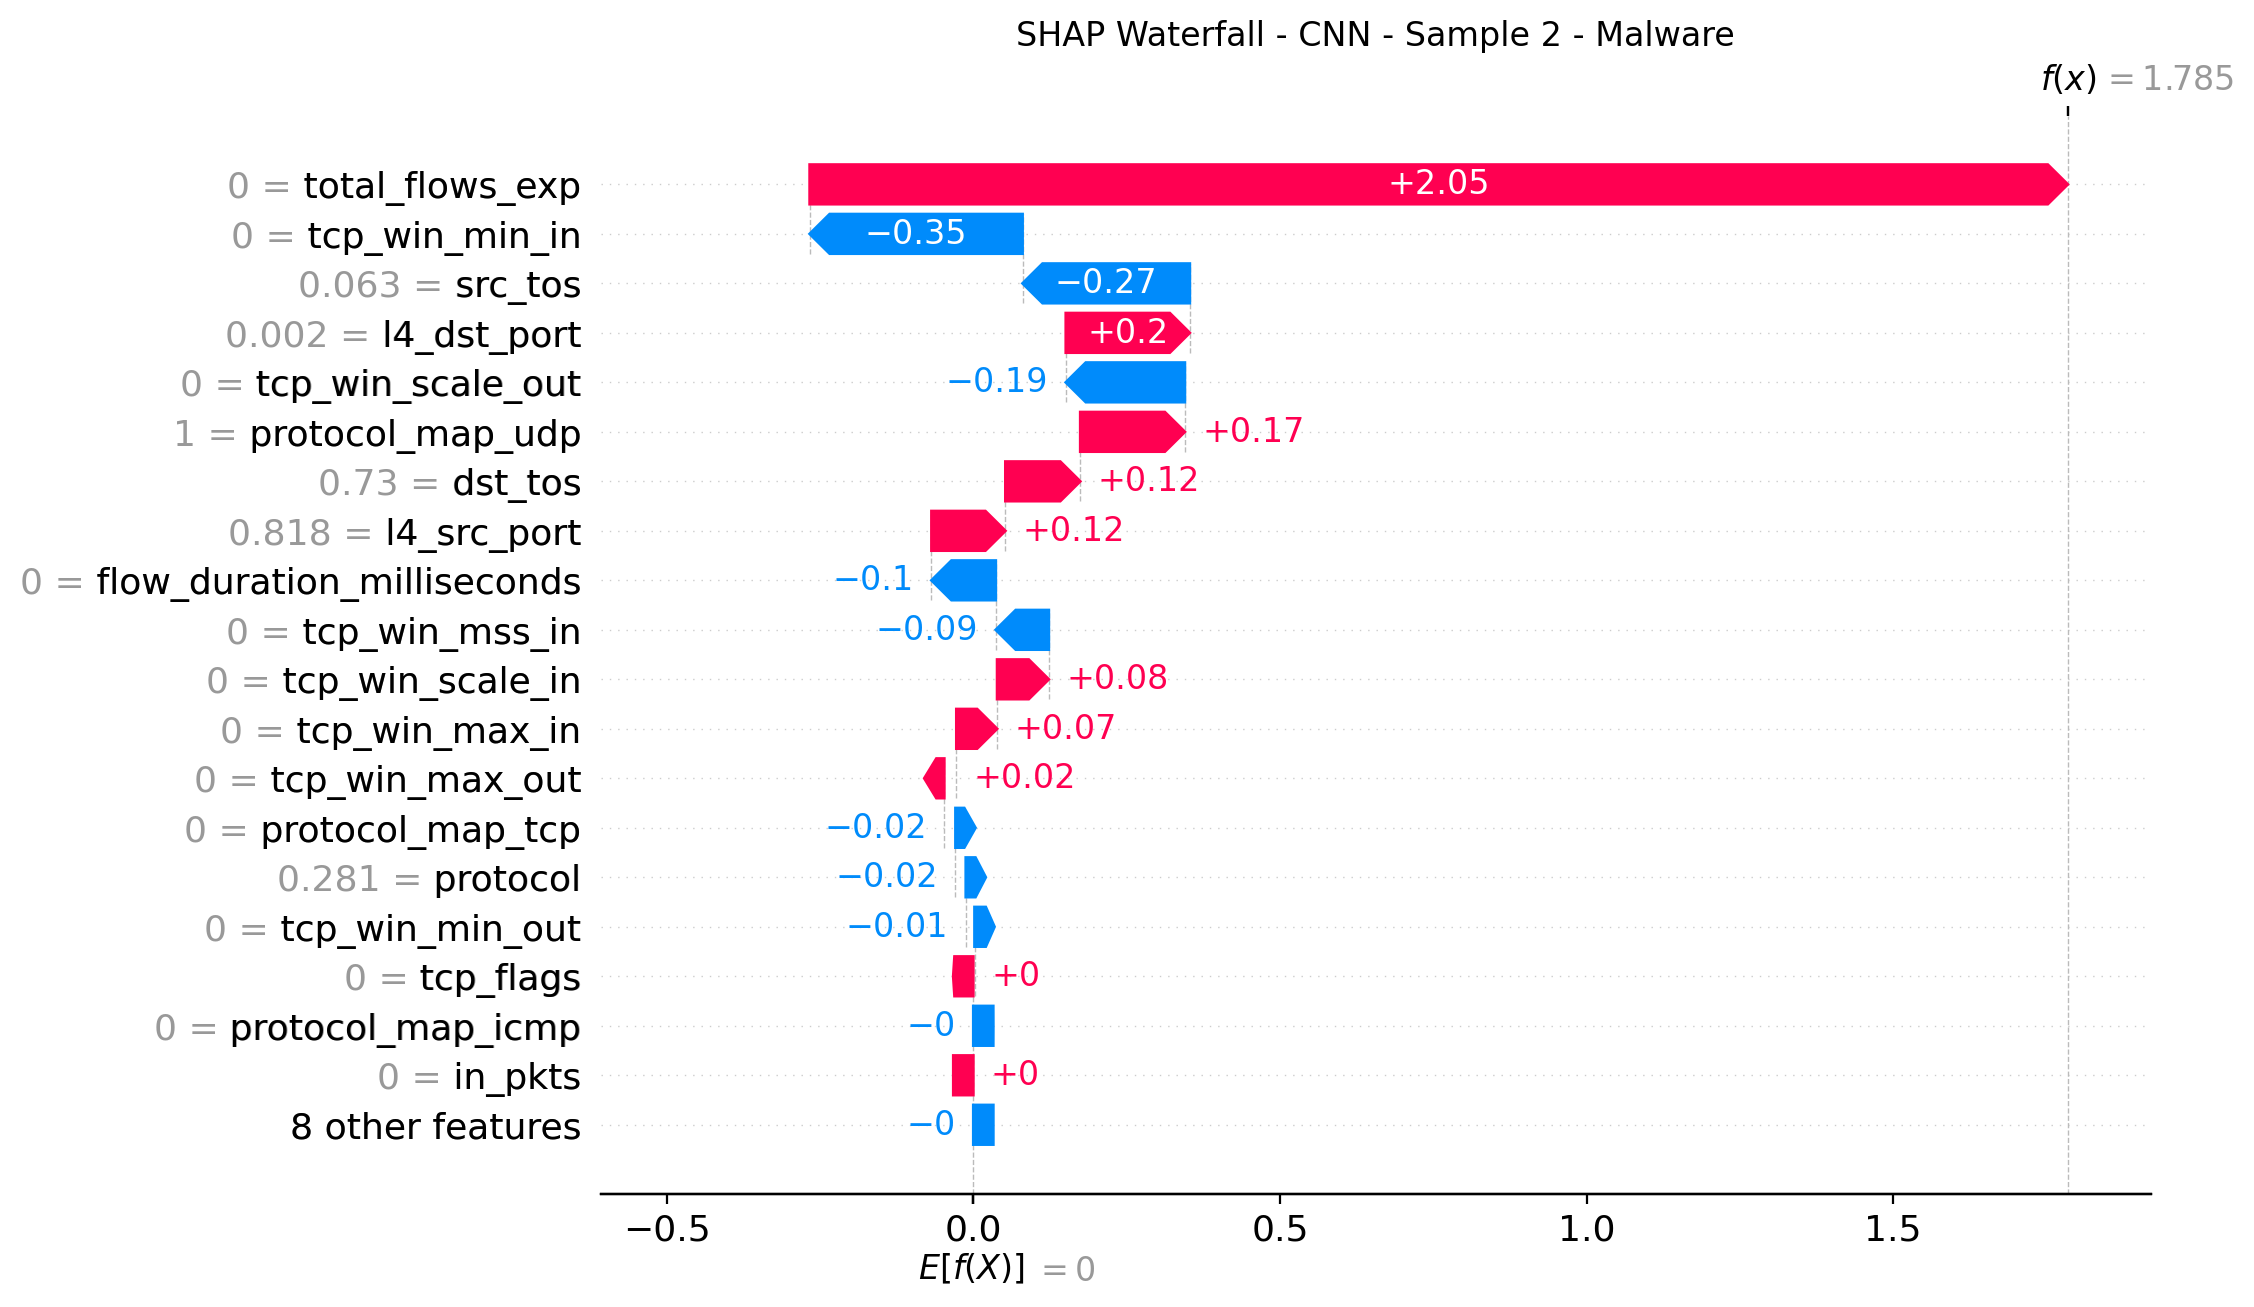 SHAP Waterfall - CNN - Sample 2 - Malware
f(x) = 1.785
0 = total_flows_exp +2.05
0 = tcp_win_min_in −0.35
0.063 = src_tos −0.27
0.002 = l4_dst_port +0.2
0 = tcp_win_scale_out −0.19
1 = protocol_map_udp +0.17
0.73 = dst_tos +0.12
0.818 = l4_src_port +0.12
0 = flow_duration_milliseconds −0.1
0 = tcp_win_mss_in −0.09
0 = tcp_win_scale_in +0.08
0 = tcp_win_max_in +0.07
0 = tcp_win_max_out +0.02
0 = protocol_map_tcp −0.02
0.281 = protocol −0.02
0 = tcp_win_min_out −0.01
0 = tcp_flags +0
0 = protocol_map_icmp −0
0 = in_pkts +0
8 other features −0
−0.5 0.0 0.5 1.0 1.5
E[f(X)] = 0